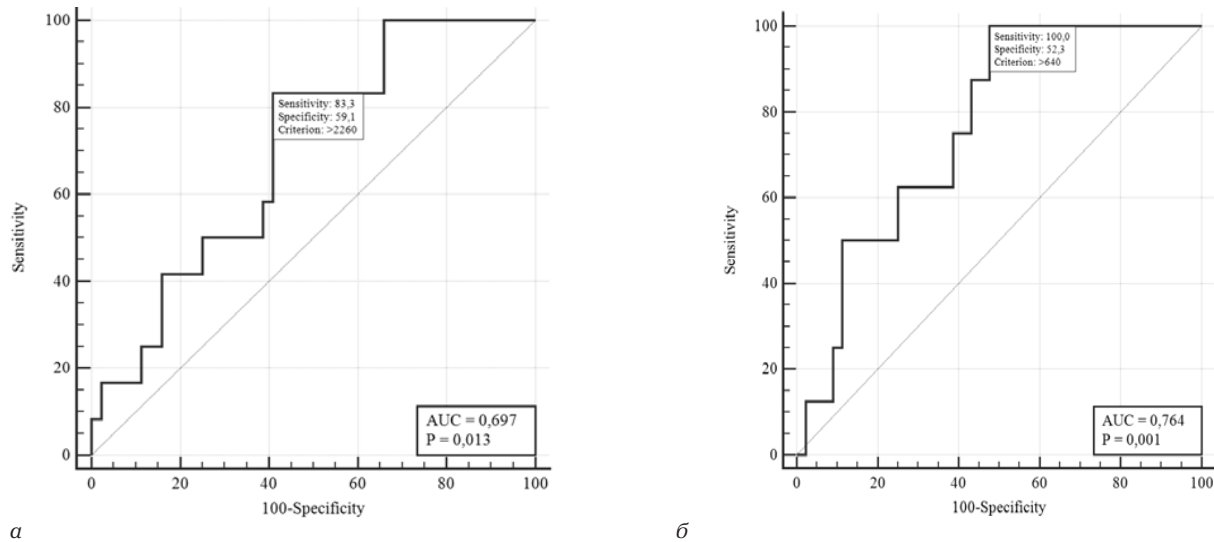 100
80
60
40
20
0
Sensitivity
Sensitivity: 83,3
Specificity: 59,1
Criterion: >2260
AUC = 0,697
P = 0,013
0 20 40 60 80 100
100-Specificity
а
100
80
60
40
20
0
Sensitivity
Sensitivity: 100,0
Specificity: 52,3
Criterion: >640
AUC = 0,764
P = 0,001
0 20 40 60 80 100
100-Specificity
б